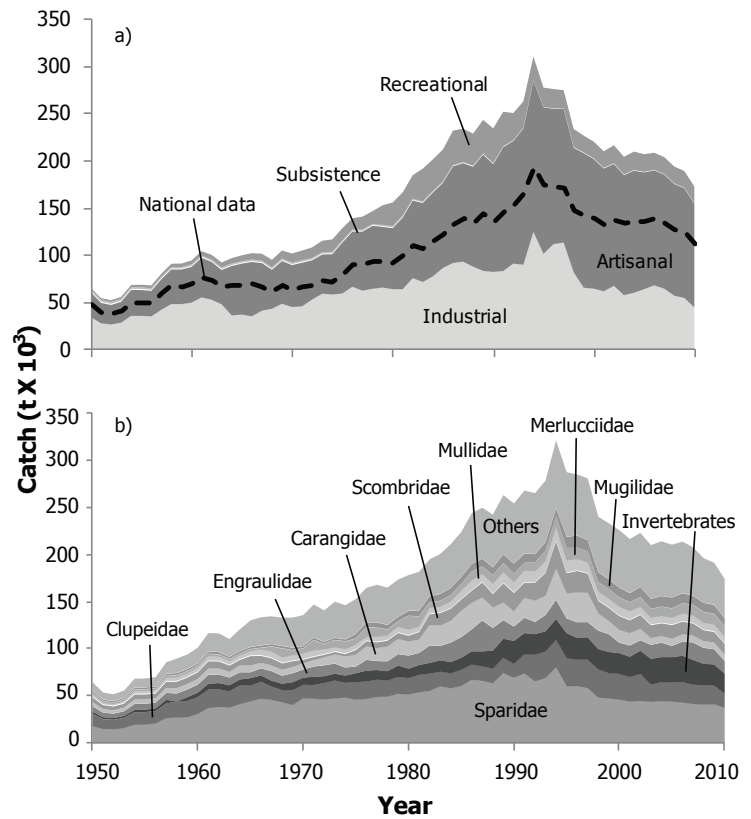 350
a)
300
Recreational
250
Subsistence
200
National data
150
Artisanal
100
50
Industrial
0
Catch (t X 10³)
350
b)
Merlucciidae
300
Mullidae
Scombridae
Mugilidae
250
Others
Invertebrates
Carangidae
200
Engraulidae
150
Clupeidae
100
50
Sparidae
0
1950 1960 1970 1980 1990 2000 2010
Year